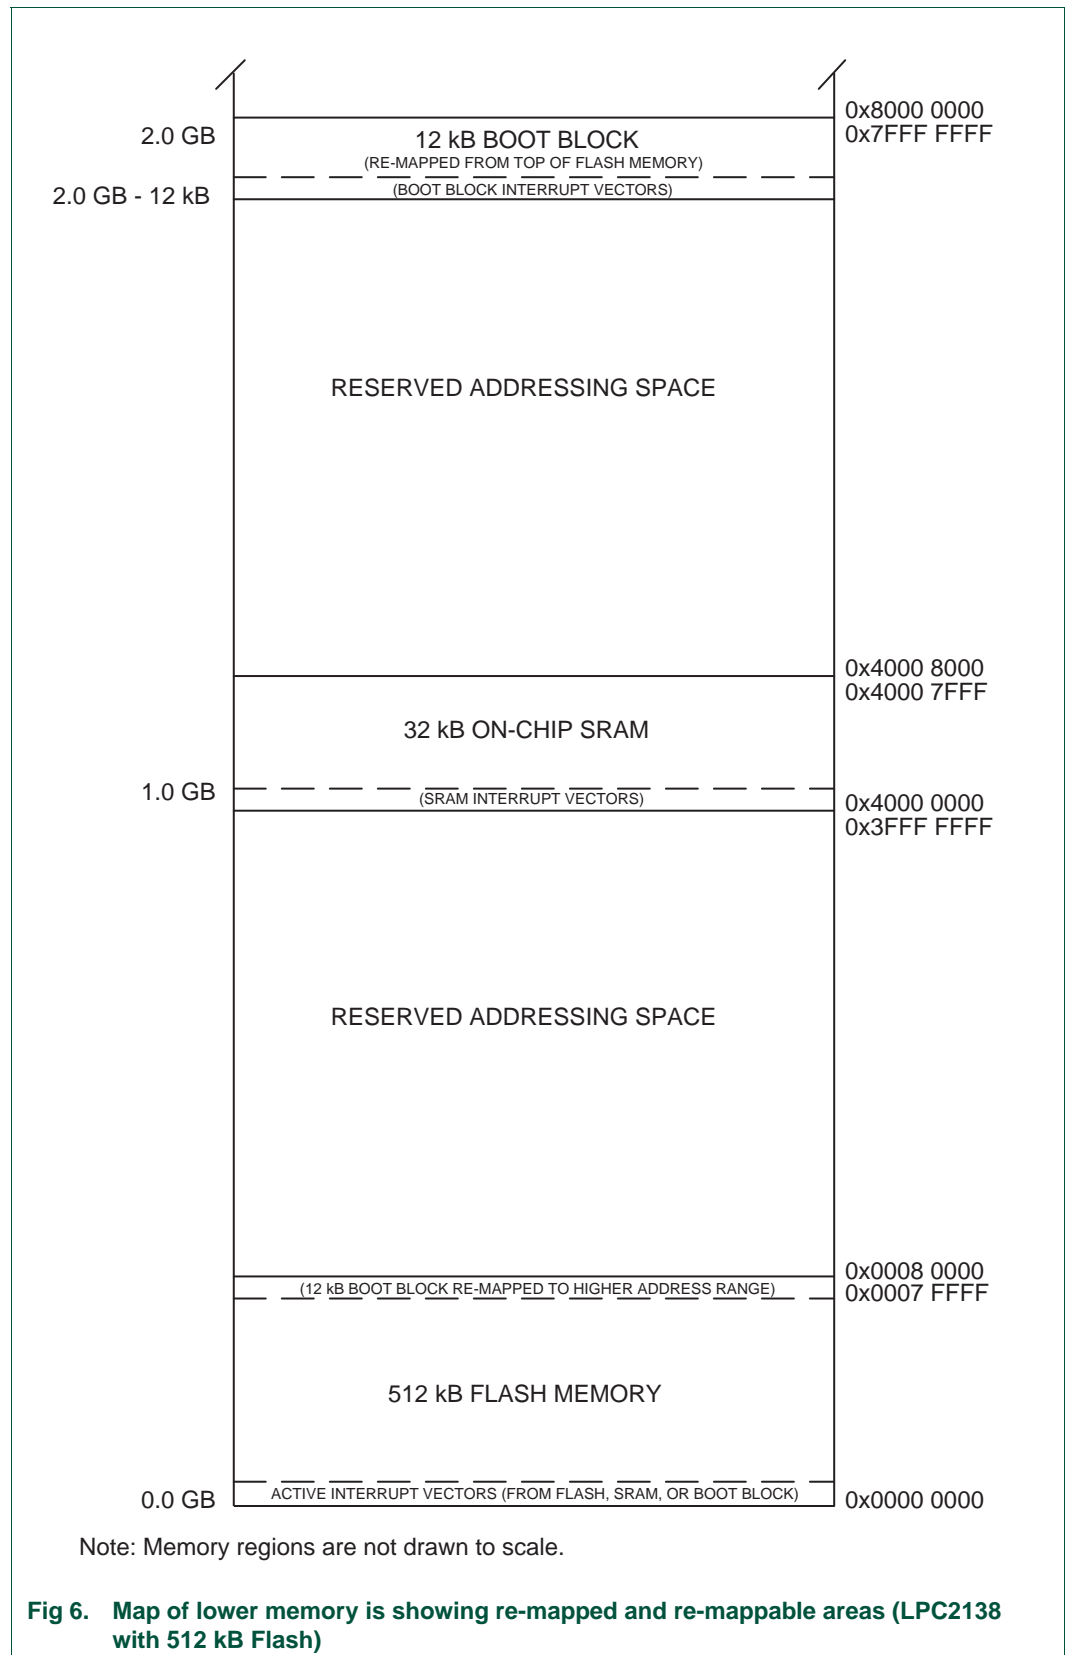 0x8000 0000
2.0 GB
12 kB BOOT BLOCK
0x7FFF FFFF
(RE-MAPPED FROM TOP OF FLASH MEMORY)
2.0 GB - 12 kB
(BOOT BLOCK INTERRUPT VECTORS)
RESERVED ADDRESSING SPACE
0x4000 8000
0x4000 7FFF
32 kB ON-CHIP SRAM
1.0 GB
(SRAM INTERRUPT VECTORS)
0x4000 0000
0x3FFF FFFF
RESERVED ADDRESSING SPACE
0x0008 0000
(12 kB BOOT BLOCK RE-MAPPED TO HIGHER ADDRESS RANGE)
0x0007 FFFF
512 kB FLASH MEMORY
0.0 GB
ACTIVE INTERRUPT VECTORS (FROM FLASH, SRAM, OR BOOT BLOCK)
0x0000 0000
Note: Memory regions are not drawn to scale.
Fig 6. Map of lower memory is showing re-mapped and re-mappable areas (LPC2138
with 512 kB Flash)